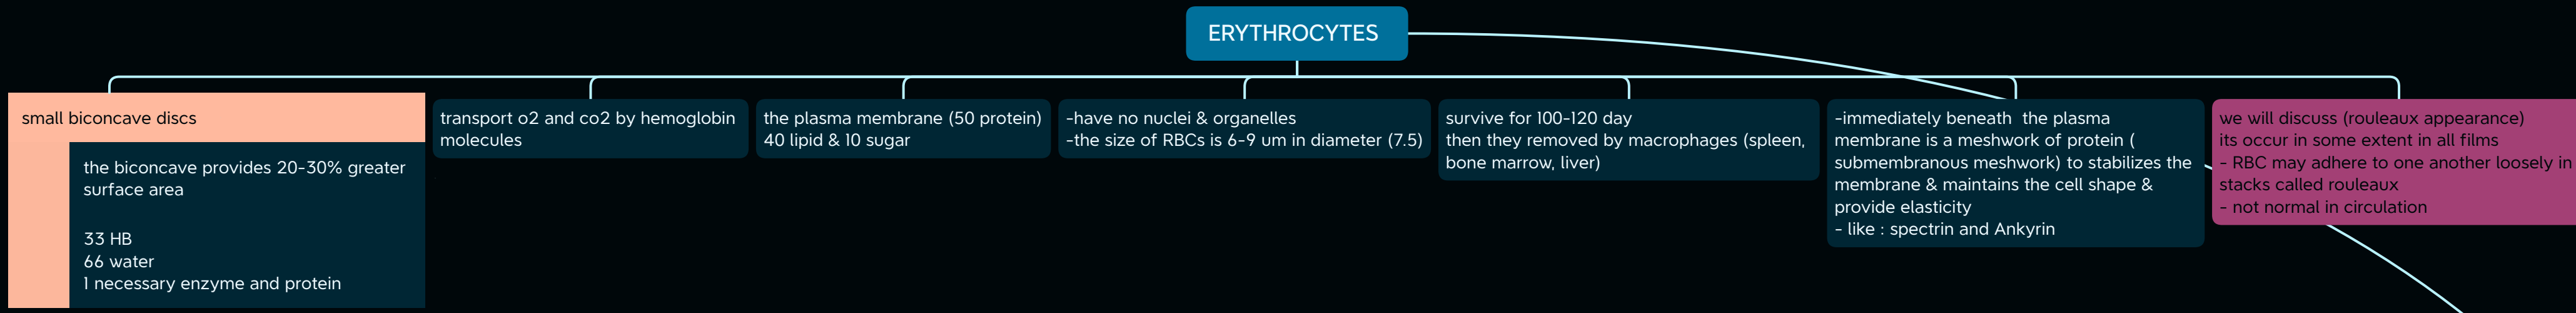 ERYTHROCYTES
small biconcave discs
the biconcave provides 20-30% greater
surface area
33 HB
66 water
1 necessary enzyme and protein
transport o2 and co2 by hemoglobin
molecules
the plasma membrane (50 protein)
40 lipid & 10 sugar
-have no nuclei & organelles
-the size of RBCs is 6-9 um in diameter (7.5)
survive for 100-120 day
then they removed by macrophages (spleen,
bone marrow, liver)
-immediately beneath the plasma
membrane is a meshwork of protein (
submembranous meshwork) to stabilizes the
membrane & maintains the cell shape &
provide elasticity
- like : spectrin and Ankyrin
we will discuss (rouleaux appearance)
its occur in some extent in all films
- RBC may adhere to one another loosely in
stacks called rouleaux
- not normal in circulation